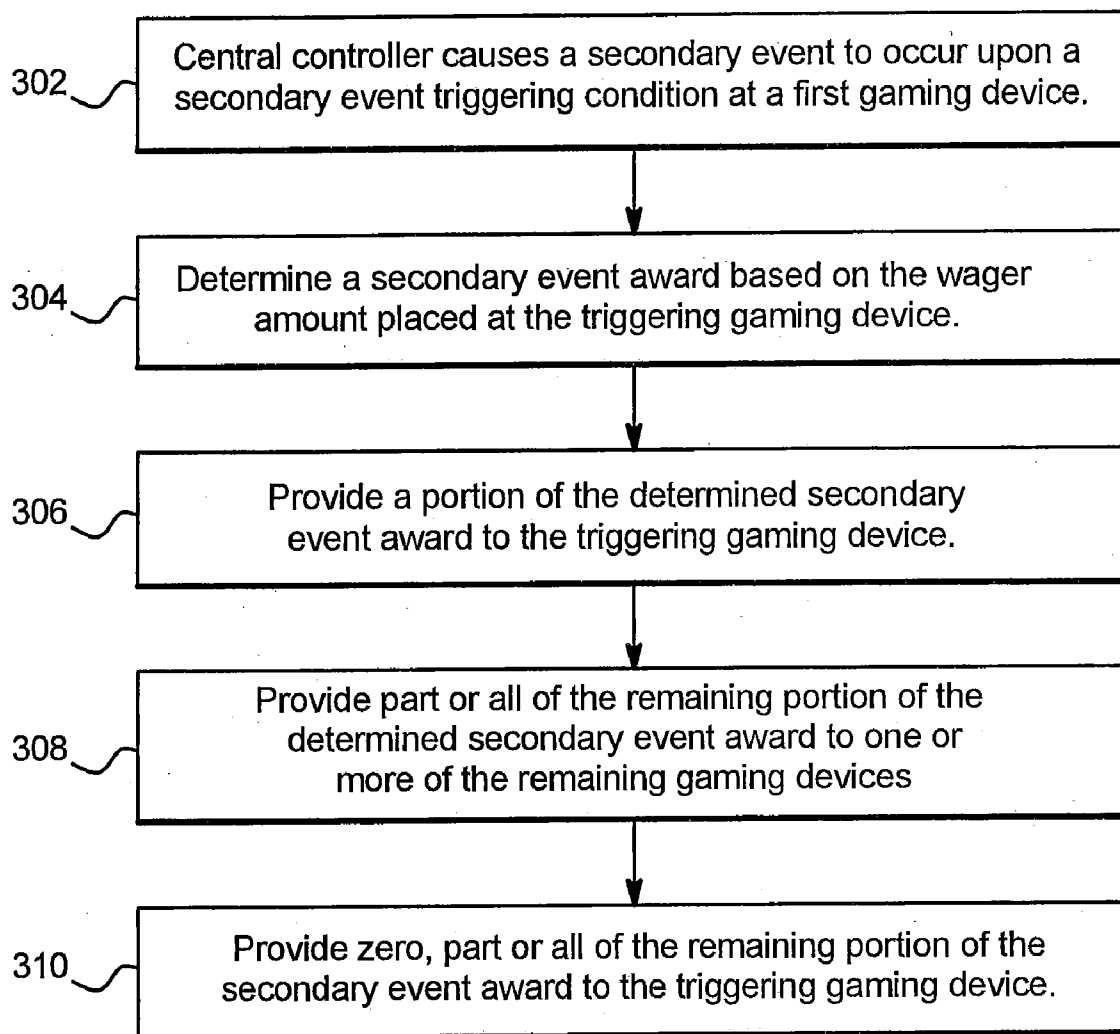 302
Central controller causes a secondary event to occur upon a
secondary event triggering condition at a first gaming device.
304
Determine a secondary event award based on the wager
amount placed at the triggering gaming device.
306
Provide a portion of the determined secondary
event award to the triggering gaming device.
308
Provide part or all of the remaining portion of the
determined secondary event award to one or
more of the remaining gaming devices
310
Provide zero, part or all of the remaining portion of the
secondary event award to the triggering gaming device.